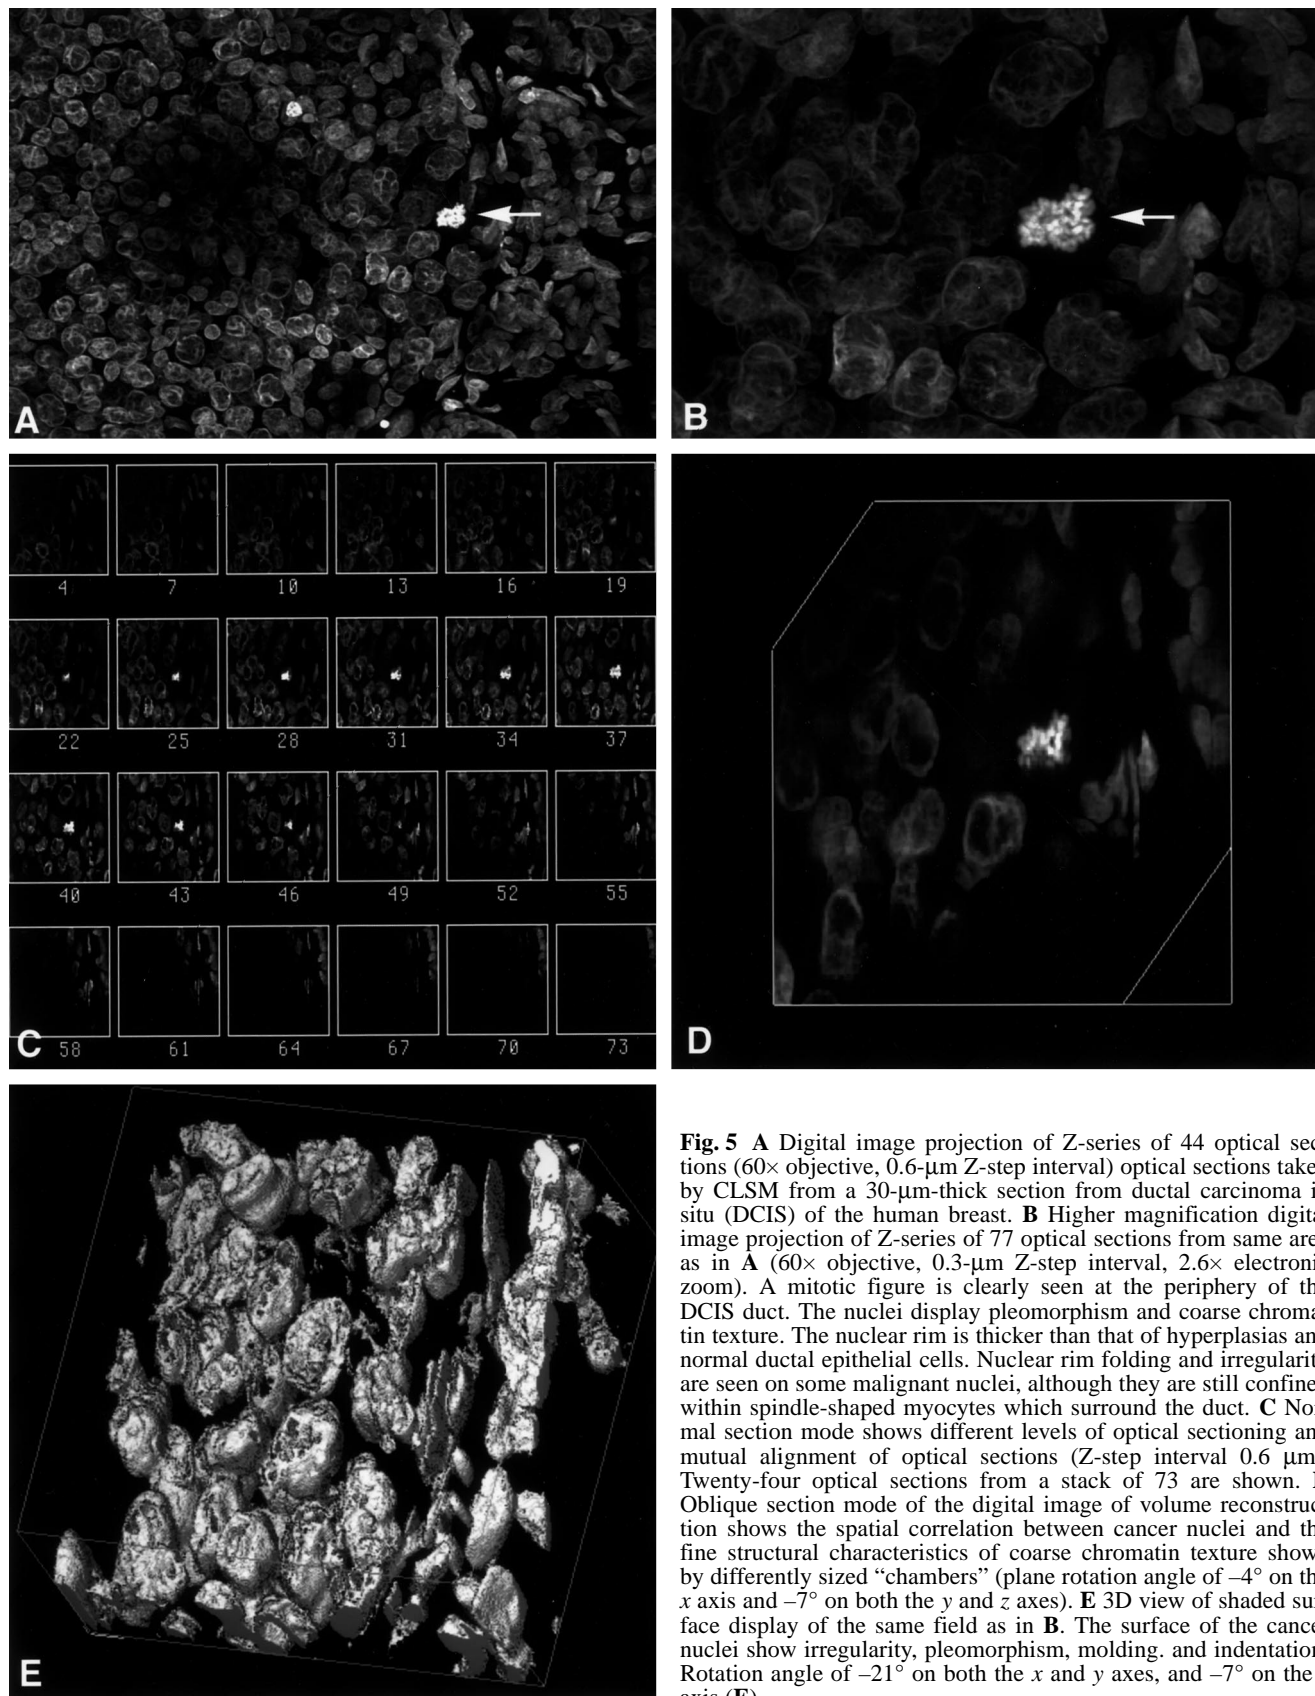 A
B
4 7 10 13 16 19
22 25 28 31 34 37
40 43 46 49 52 55
C 58 61 64 67 70 73
D
E
Fig. 5 A Digital image projection of Z-series of 44 optical sec
tions (60× objective, 0.6-µm Z-step interval) optical sections take
by CLSM from a 30-µm-thick section from ductal carcinoma i
situ (DCIS) of the human breast. B Higher magnification digita
image projection of Z-series of 77 optical sections from same are
as in A (60× objective, 0.3-µm Z-step interval, 2.6× electroni
zoom). A mitotic figure is clearly seen at the periphery of th
DCIS duct. The nuclei display pleomorphism and coarse chroma
tin texture. The nuclear rim is thicker than that of hyperplasias an
normal ductal epithelial cells. Nuclear rim folding and irregularit
are seen on some malignant nuclei, although they are still confine
within spindle-shaped myocytes which surround the duct. C No
mal section mode shows different levels of optical sectioning an
mutual alignment of optical sections (Z-step interval 0.6 µm
Twenty-four optical sections from a stack of 73 are shown.
Oblique section mode of the digital image of volume reconstruc
tion shows the spatial correlation between cancer nuclei and th
fine structural characteristics of coarse chromatin texture show
by differently sized “chambers” (plane rotation angle of –4° on th
x axis and –7° on both the y and z axes). E 3D view of shaded su
face display of the same field as in B. The surface of the cance
nuclei show irregularity, pleomorphism, molding. and indentation
Rotation angle of –21° on both the x and y axes, and –7° on the
axis (E)